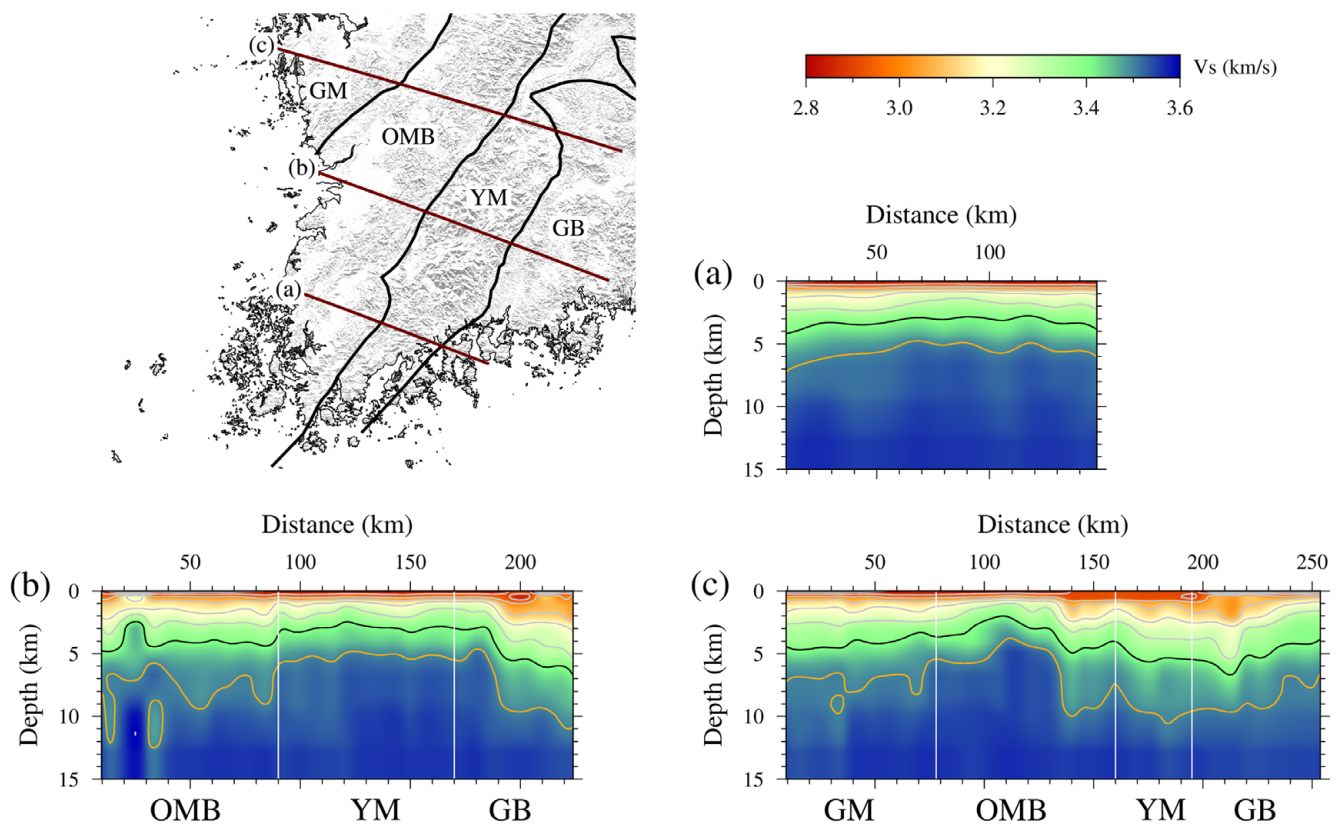 (c)
GM
OMB
(b)
YM
GB
(a)
Vs (km/s)
2.8 3.0 3.2 3.4 3.6
Distance (km)
50 100
(a)
0
5
10
15
Depth (km)
Distance (km)
50 100 150 200
(b)
0
5
10
15
Depth (km)
OMB YM GB
Distance (km)
50 100 150 200 250
(c)
0
5
10
15
Depth (km)
GM OMB YM GB